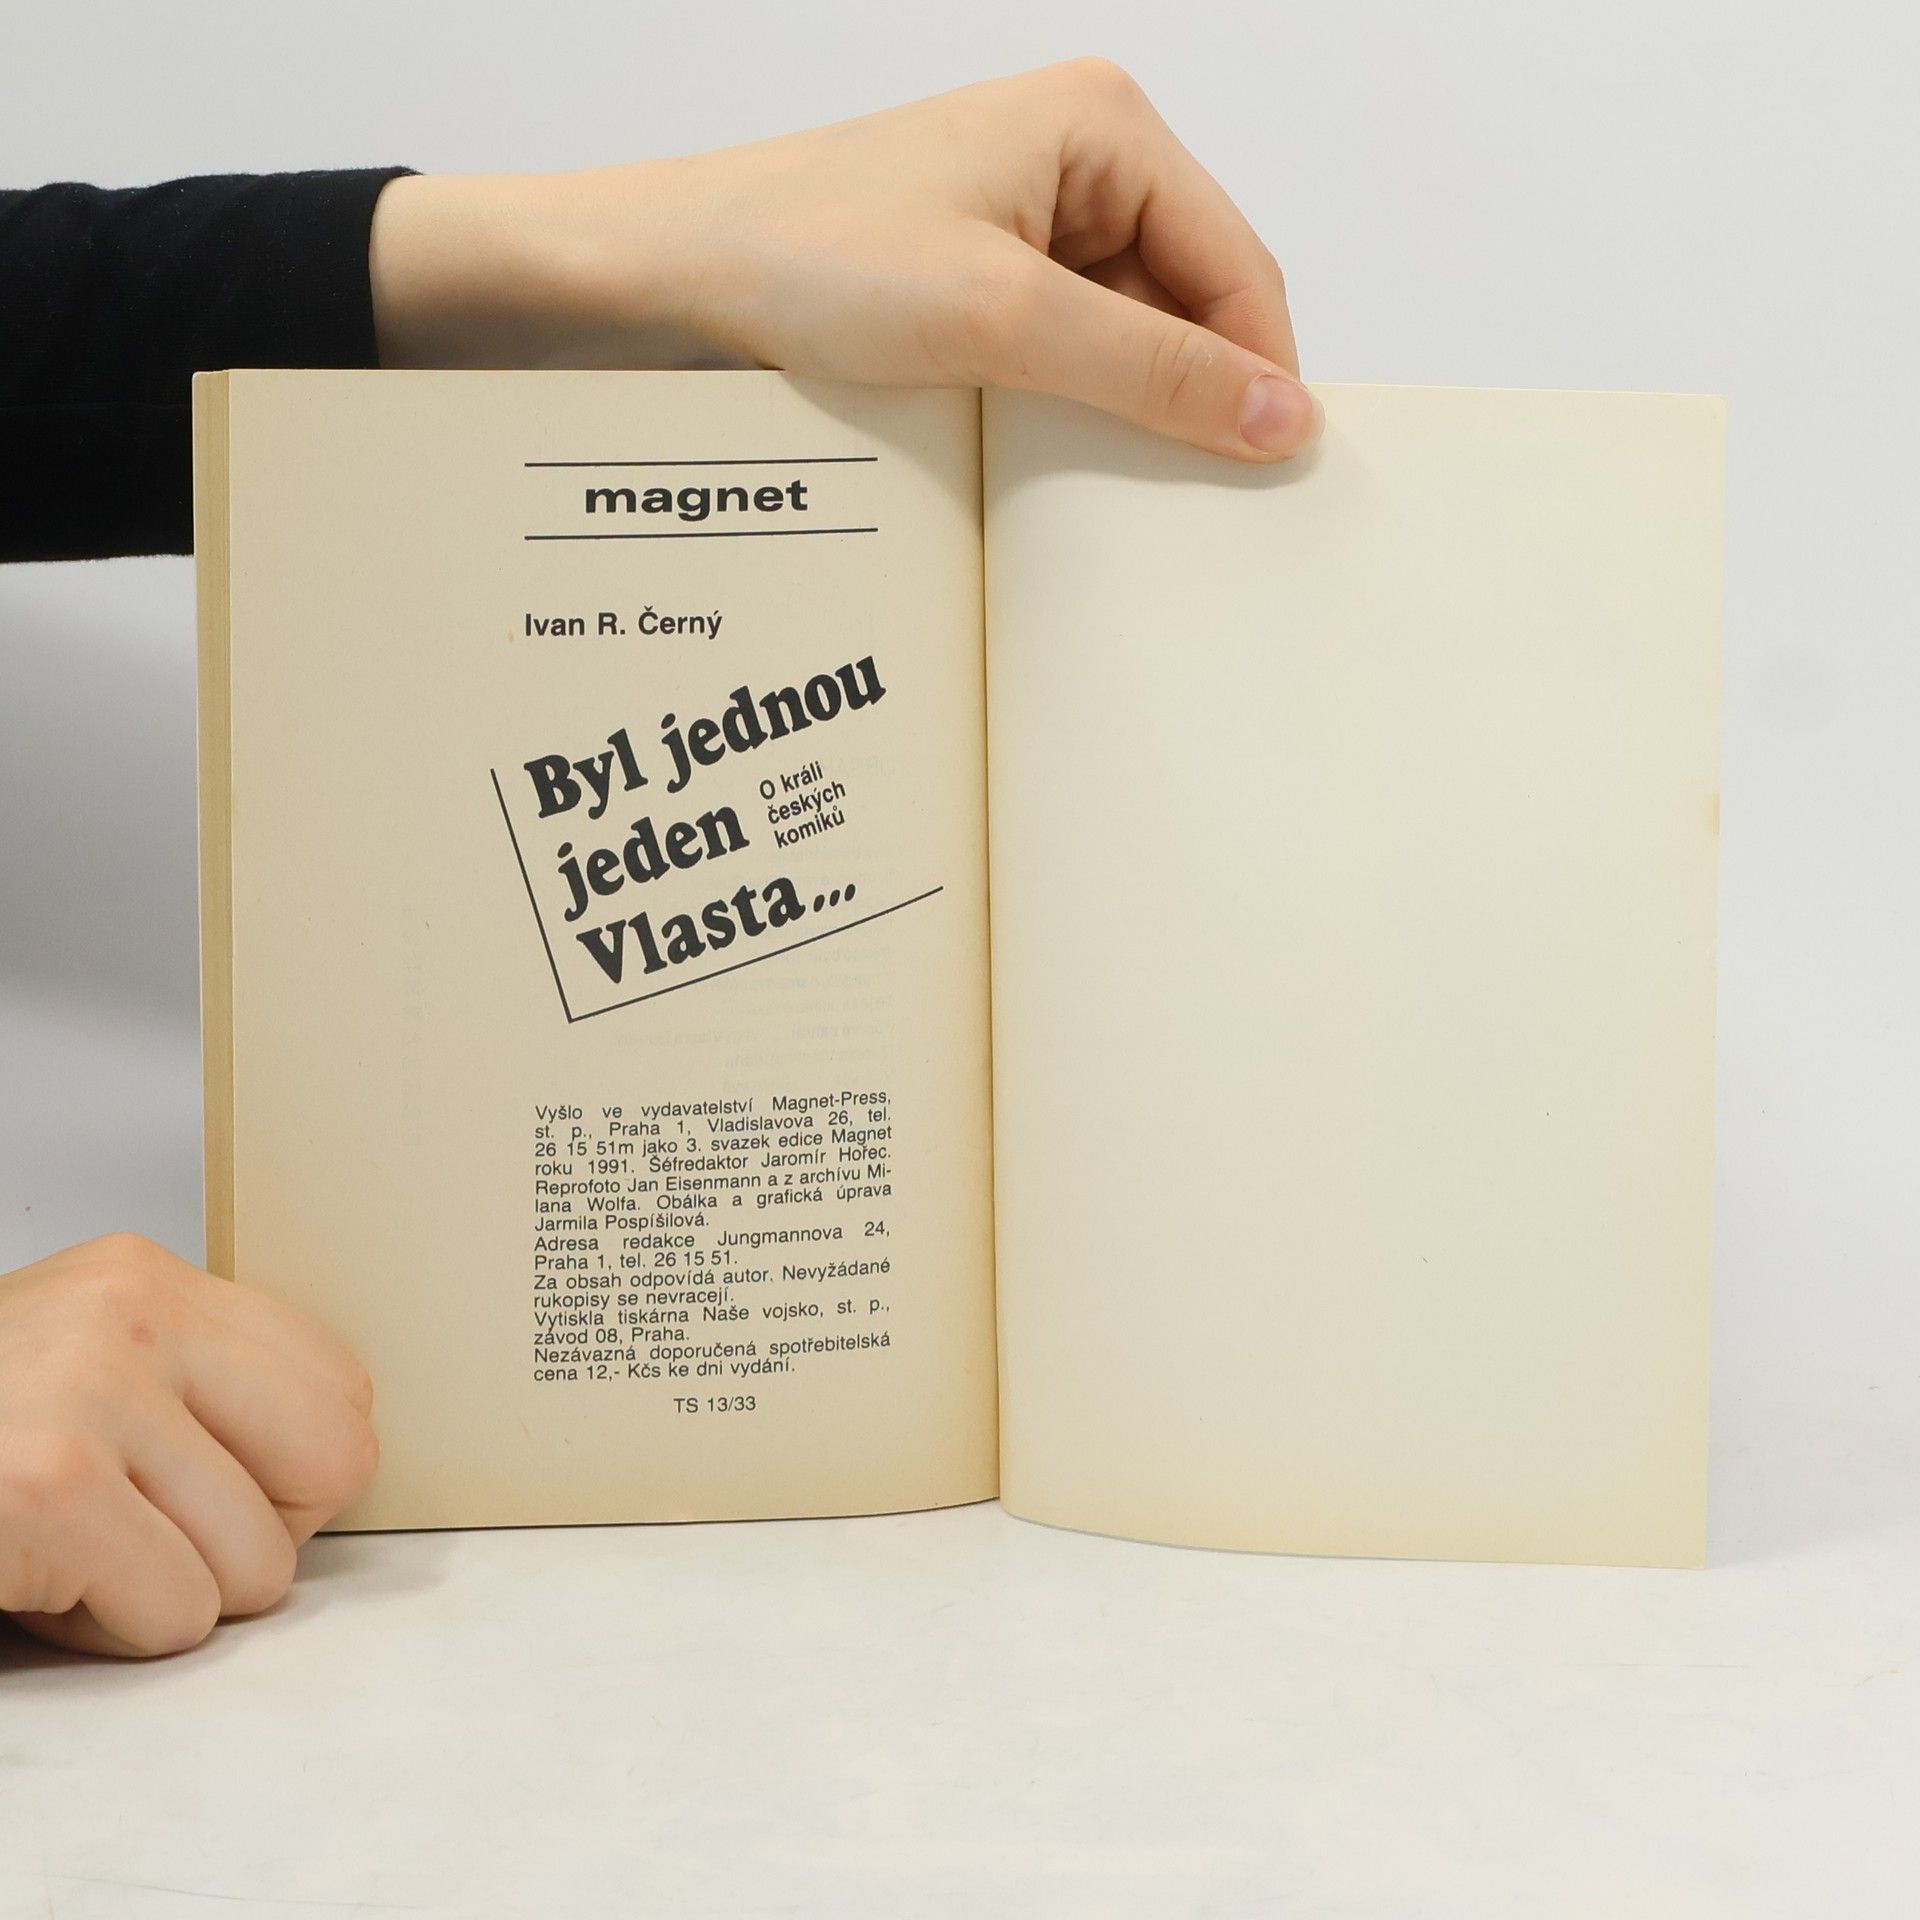 magnet
Ivan R. Černý
Byl jednou
jeden
O králi
českých
komiků
Vlasta...
Vyšlo ve vydavatelství Magnet-Press,
st. p., Praha 1, Vladislavova 26, tel.
26 15 51m jako 3. svazek edice Magnet
roku 1991. Šéfredaktor Jaromír Hořec.
Reprofoto Jan Eisenmann a z archívu Mi-
lana Wolfa. Obálka a grafická úprava
Jarmila Pospíšilová.
Adresa redakce Jungmannova 24,
Praha 1, tel. 26 15 51.
Za obsah odpovídá autor. Nevyžádané
rukopisy se nevracejí.
Vytiskla tiskárna Naše vojsko, st. p.,
závod 08, Praha.
Nezávazná doporučená spotřebitelská
cena 12,- Kčs ke dni vydání.
TS 13/33